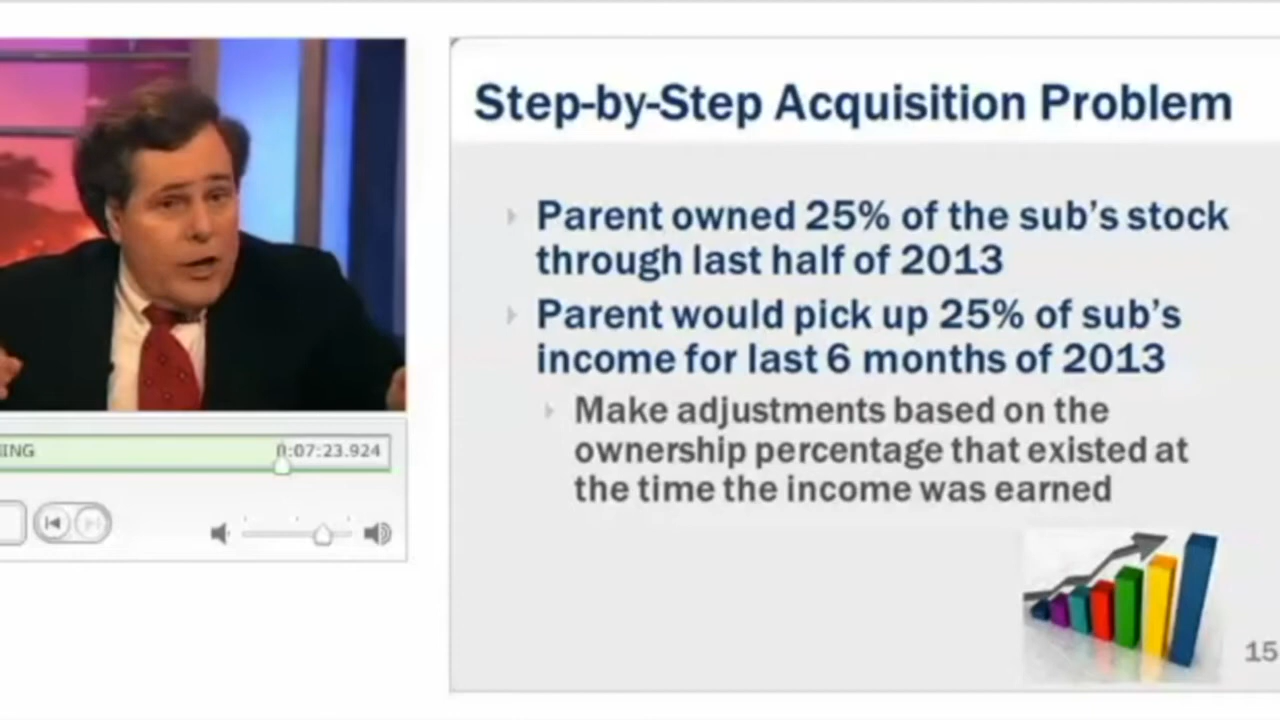 Step-by-Step Acquisition Problem
Parent owned 25% of the sub's stock
through last half of 2013
Parent would pick up 25% of sub's
income for last 6 months of 2013
Make adjustments based on the
ownership percentage that existed at
the time the income was earned
ING
0:07:23.924
15